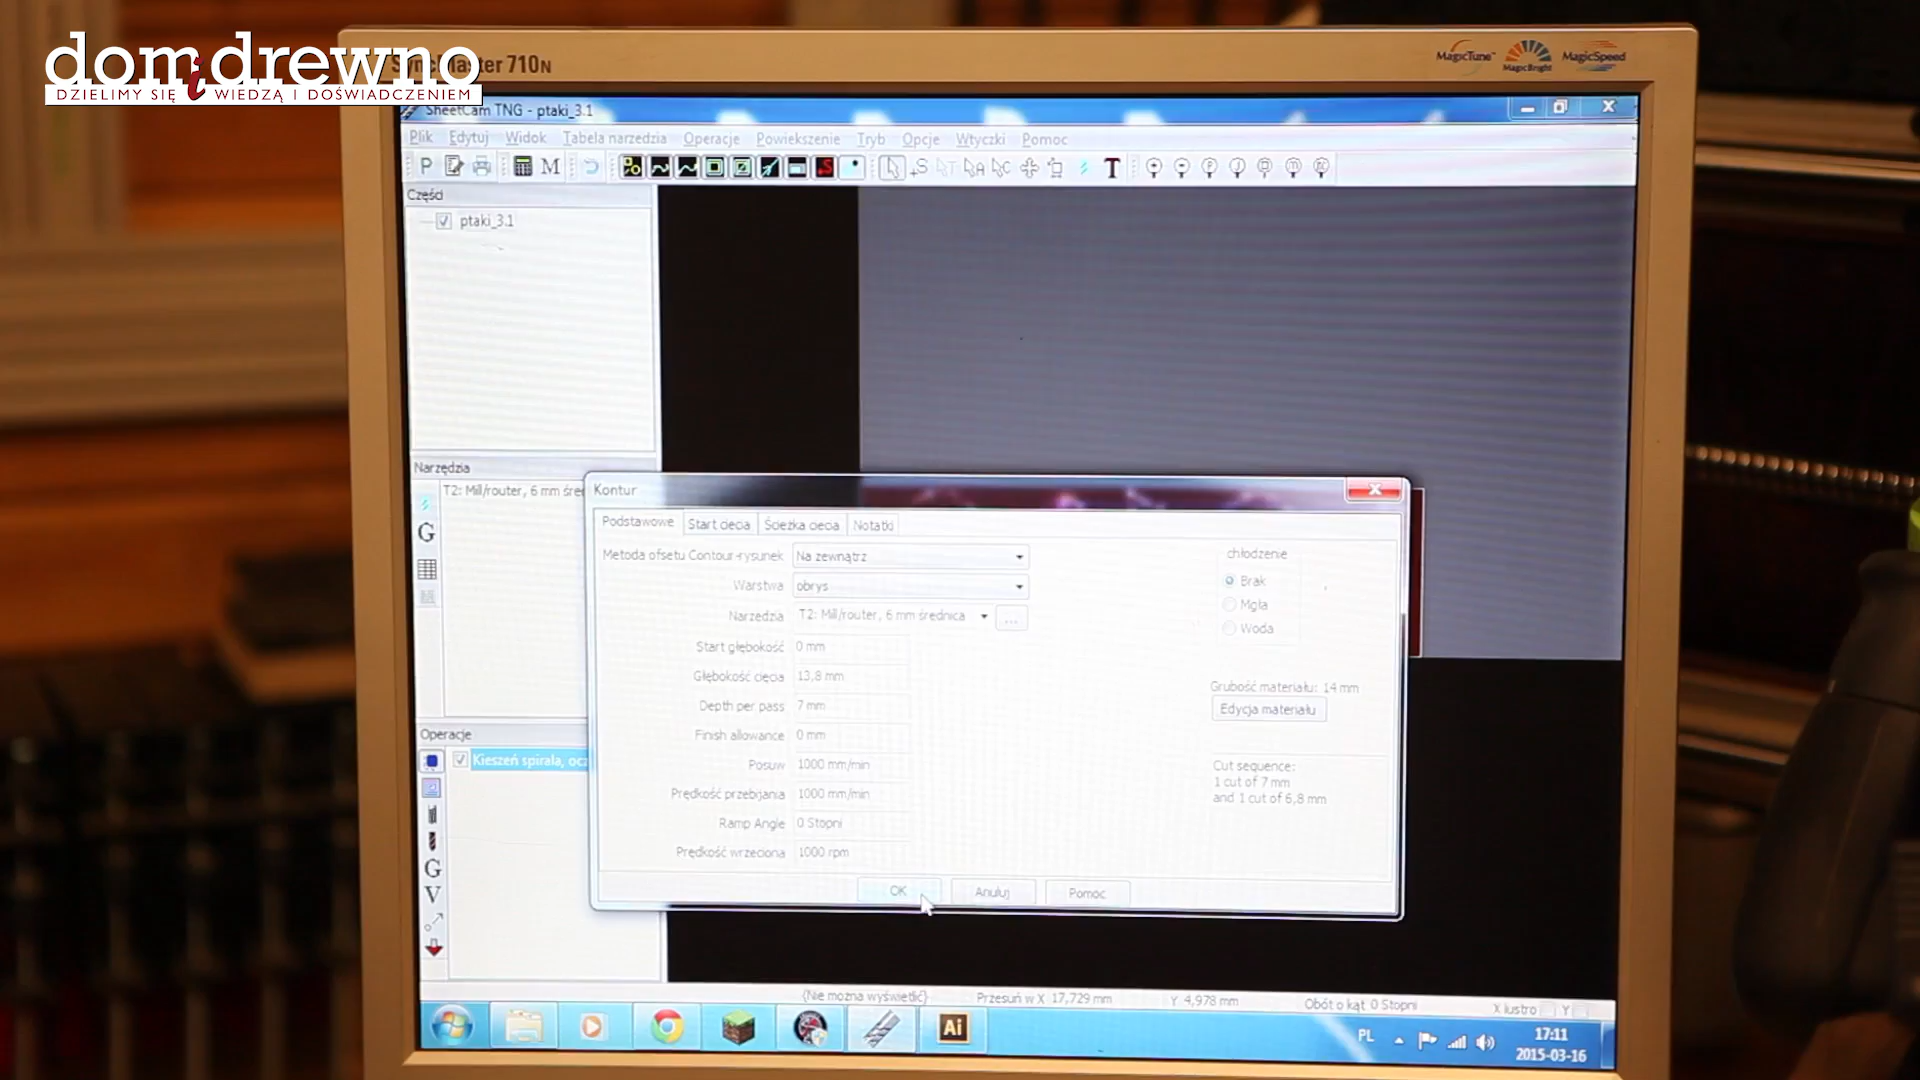 domidrewno
DZIELIMY SIĘ WIEDZĄ I DOŚWIADCZENIEM
SyncMaster 710N
MagicTune MagicBright MagicSpeed
SheetCam TNG - ptaki_3.1
Plik Edytuj Widok Tabela narzedzia Operacje Powiekszenie Tryb Opcje Wtyczki Pomoc
P M S T A C T
Części
ptaki_3.1
Narzędzia
T2: Mill/router, 6 mm śre
G
Kontur
Podstawowe Start ciecia Ścieżka ciecia Notatki
Metoda ofsetu Contour-rysunek Na zewnątrz
Warstwa obrys
Narzedzia T2: Mill/router, 6 mm średnica ...
Start głębokość 0 mm
Głębokość cięcia 13,8 mm
Depth per pass 7 mm
Finish allowance 0 mm
Posuw 1000 mm/min
Prędkość przebijania 1000 mm/min
Ramp Angle 0 Stopni
Prędkość wrzeciona 1000 rpm
chłodzenie
Brak
Mgła
Woda
Grubość materiału: 14 mm
Edycja materiału
Cut sequence:
1 cut of 7 mm
and 1 cut of 6,8 mm
OK Anuluj Pomoc
Operacje
Kieszeń spirala, ocz
G
V
(Nie można wyświetlić) Przesuń w X 17,729 mm Y 4,978 mm Obót o kąt 0 Stopni X lustro Y
Ai
PL
17:11
2015-03-16